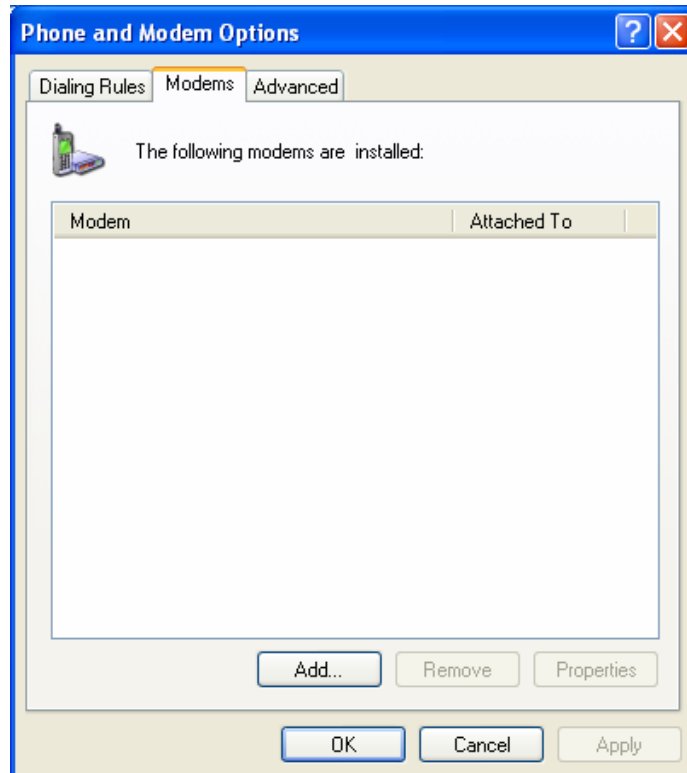 Phone and Modem Options
?
Dialing Rules Modems Advanced
The following modems are installed:
Modem Attached To
Add... Remove Properties
OK Cancel Apply